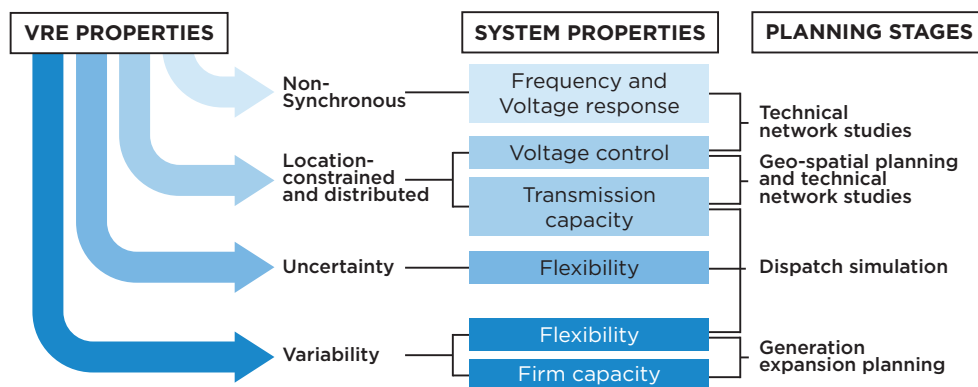 VRE PROPERTIES
SYSTEM PROPERTIES
PLANNING STAGES
Non-
Synchronous
Frequency and
Voltage response
Technical
network studies
Location-
constrained
and distributed
Voltage control
Transmission
capacity
Geo-spatial planning
and technical
network studies
Uncertainty
Flexibility
Dispatch simulation
Variability
Flexibility
Firm capacity
Generation
expansion planning